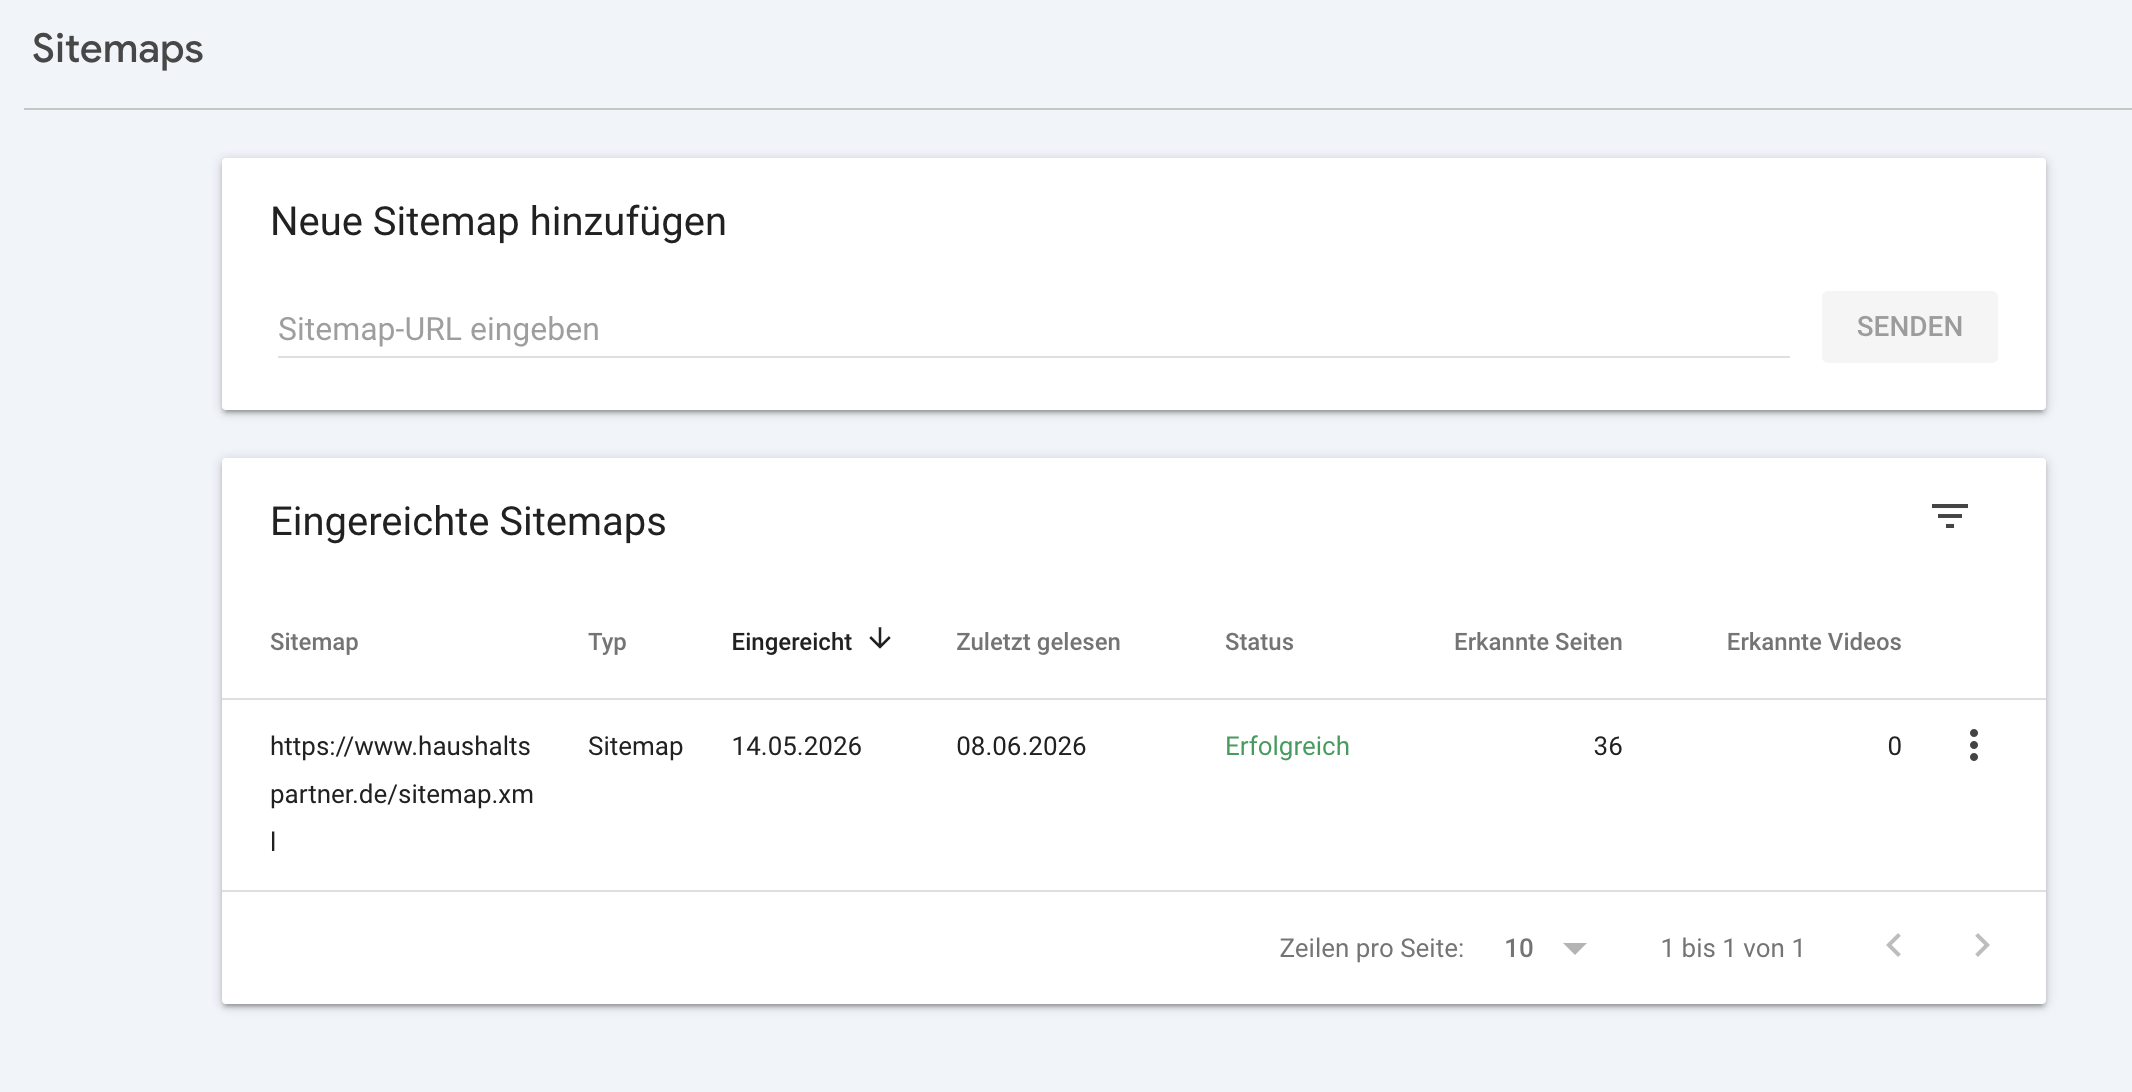 Sitemaps
Neue Sitemap hinzufügen
Sitemap-URL eingeben
SENDEN
Eingereichte Sitemaps
Sitemap Typ Eingereicht Zuletzt gelesen Status Erkannte Seiten Erkannte Videos
https://www.haushalts Sitemap 14.05.2026 08.06.2026 Erfolgreich 36 0
partner.de/sitemap.xm
l
Zeilen pro Seite: 10 1 bis 1 von 1